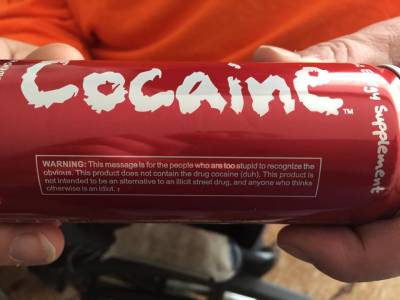 Cocaine™
Energy Supplement
WARNING: This message is for the people who are too stupid to recognize the
obvious. This product does not contain the drug cocaine (duh). This product is
not intended to be an alternative to an illicit street drug, and anyone who thinks
otherwise is an idiot.